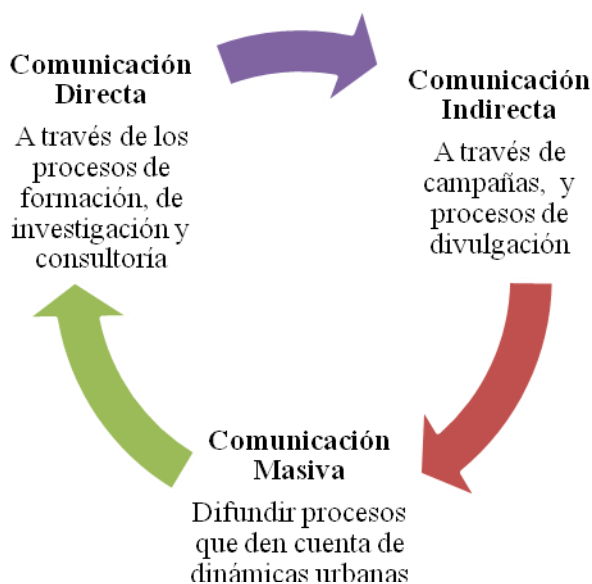 Comunicación
Directa
A través de los
procesos de
formación, de
investigación y
consultoría
Comunicación
Indirecta
A través de
campañas, y
procesos de
divulgación
Comunicación
Masiva
Difundir procesos
que den cuenta de
dinámicas urbanas